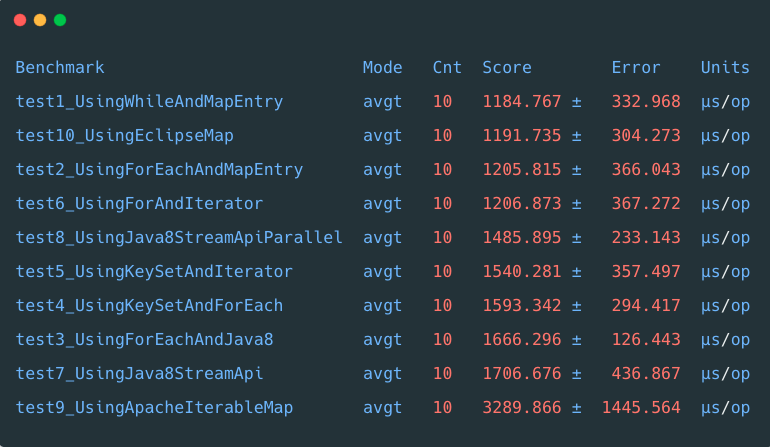 Benchmark Mode Cnt Score Error Units
test1_UsingWhileAndMapEntry avgt 10 1184.767 ± 332.968 µs/op
test10_UsingEclipseMap avgt 10 1191.735 ± 304.273 µs/op
test2_UsingForEachAndMapEntry avgt 10 1205.815 ± 366.043 µs/op
test6_UsingForAndIterator avgt 10 1206.873 ± 367.272 µs/op
test8_UsingJava8StreamApiParallel avgt 10 1485.895 ± 233.143 µs/op
test5_UsingKeySetAndIterator avgt 10 1540.281 ± 357.497 µs/op
test4_UsingKeySetAndForEach avgt 10 1593.342 ± 294.417 µs/op
test3_UsingForEachAndJava8 avgt 10 1666.296 ± 126.443 µs/op
test7_UsingJava8StreamApi avgt 10 1706.676 ± 436.867 µs/op
test9_UsingApacheIterableMap avgt 10 3289.866 ± 1445.564 µs/op